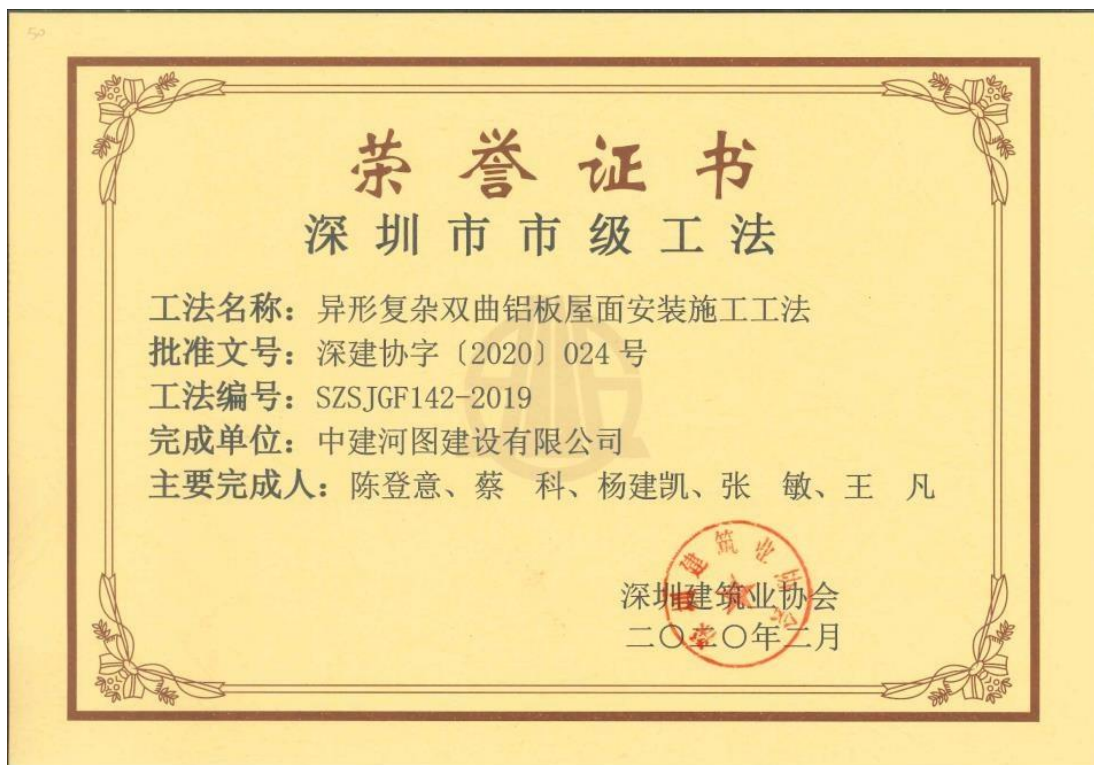 荣誉证书
深圳市市级工法
工法名称：异形复杂双曲铝板屋面安装施工工法
批准文号：深建协字〔2020〕024号
工法编号：SZSJGF142-2019
完成单位：中建河图建设有限公司
主要完成人：陈登意、蔡　科、杨建凯、张　敏、王　凡
深圳建筑业协会
二〇二〇年二月